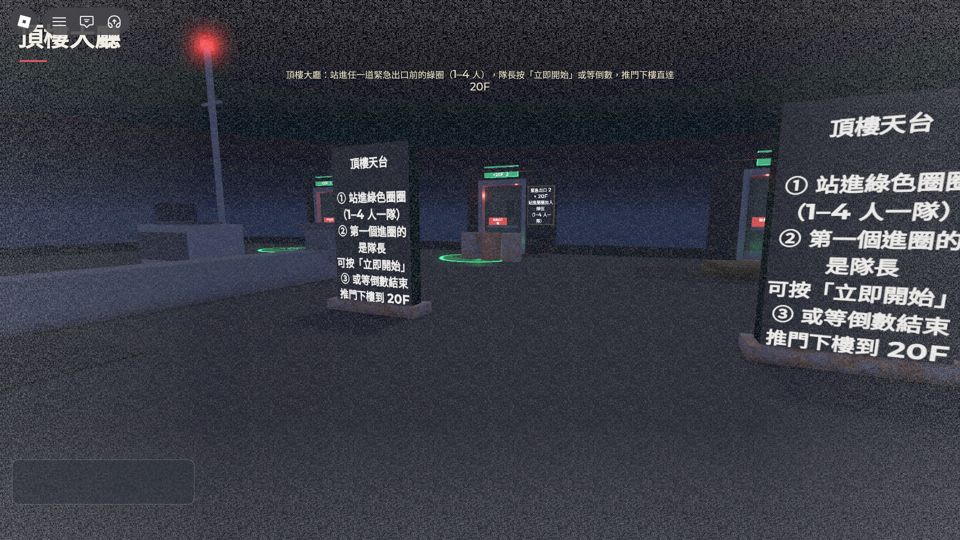 頂樓大廳
頂樓大廳：站進任一道緊急出口前的綠圈（1–4 人），隊長按「立即開始」或等倒數，推門下樓直達
20F
頂樓天台
① 站進綠色圈圈
（1–4 人一隊）
② 第一個進圈的
是隊長
可按「立即開始」
③ 或等倒數結束
推門下樓到 20F
頂樓天台
① 站進綠色圈
（1–4 人一隊）
② 第一個進圈的
是隊長
可按「立即開始」
③ 或等倒數結束
推門下樓到 20F
緊急出口 2